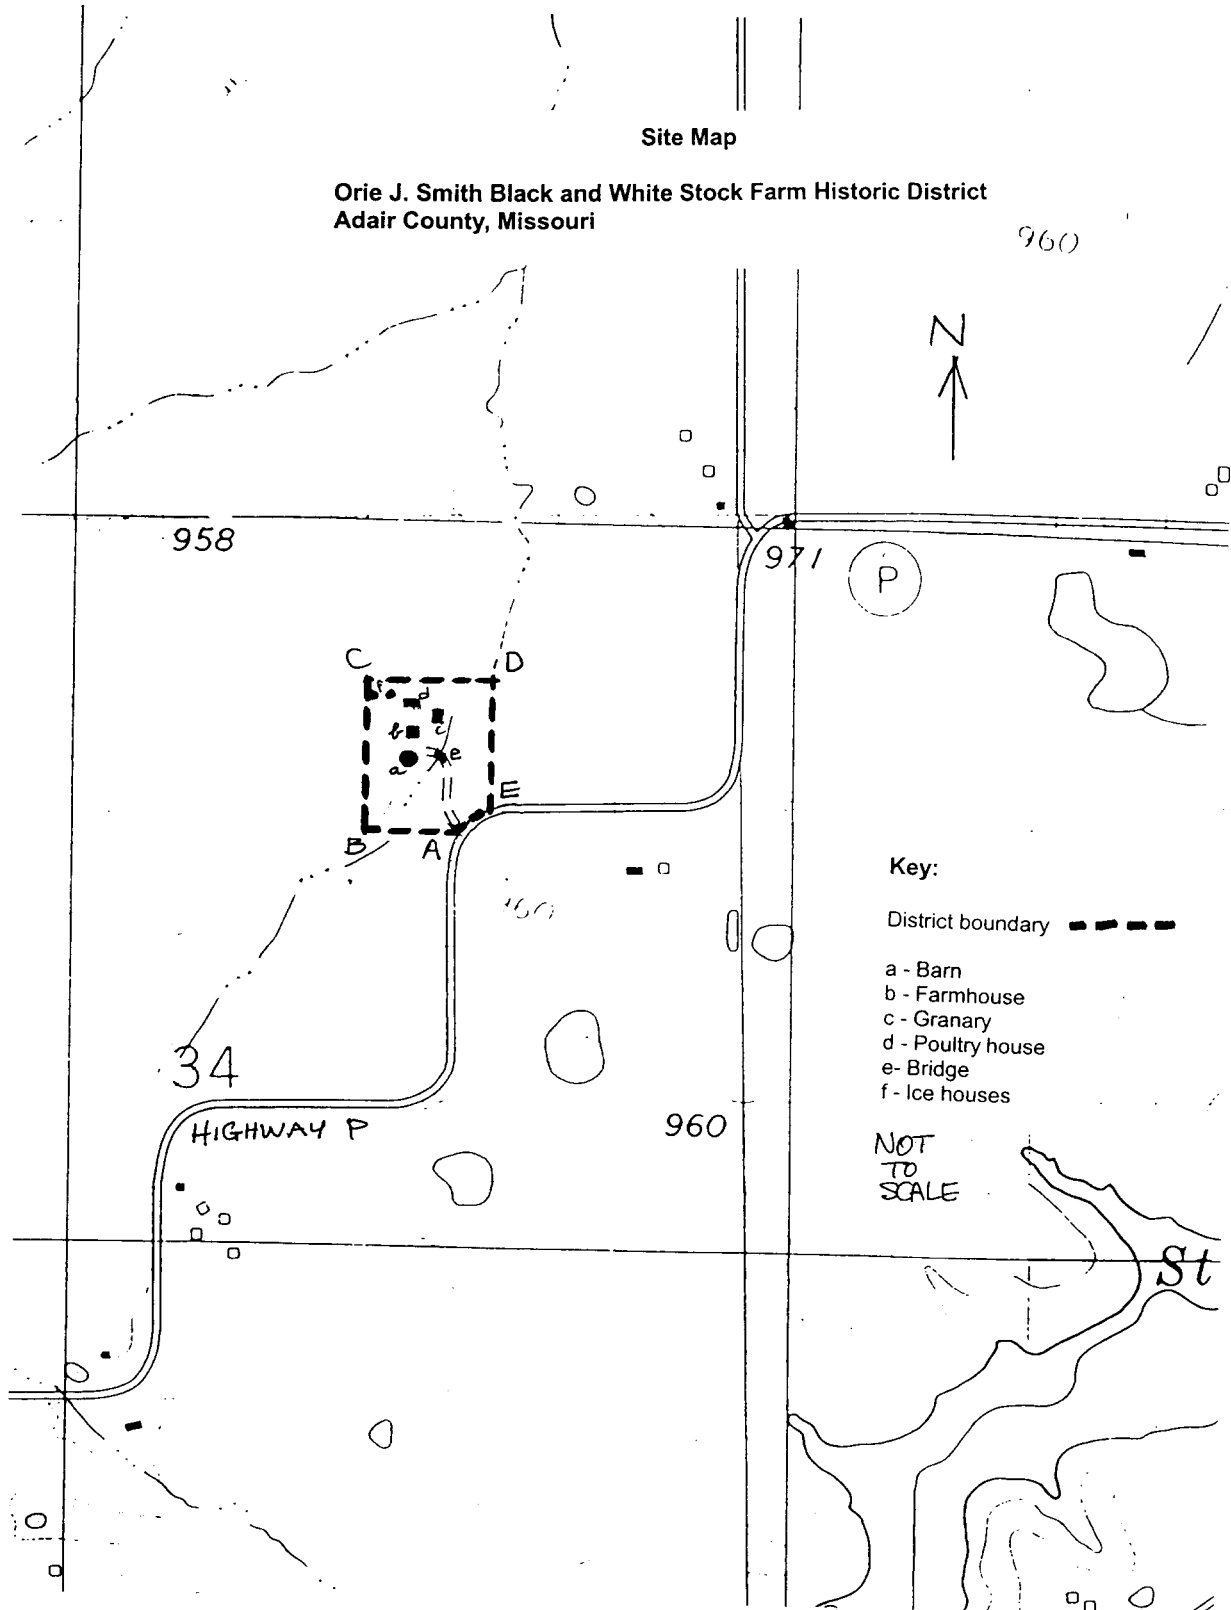 Site Map
Orie J. Smith Black and White Stock Farm Historic District
Adair County, Missouri
960
N
958
971
P
C
D
f
d
b
c
a
e
E
B
A
160
Key:
District boundary
a - Barn
b - Farmhouse
c - Granary
d - Poultry house
e- Bridge
f - Ice houses
34
HIGHWAY P
960
NOT
TO
SCALE
St